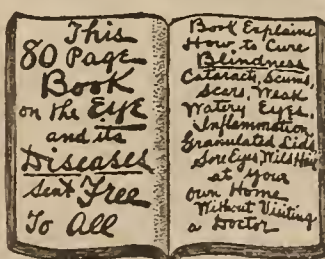 This
80 Page
Book
on the Eye
and its
Diseases
sent Free
To All
Book Explains
How to Cure
Blindness
Cataracts, Scums,
Scars, Weak
Watery Eyes,
Inflammation,
Granulated Lids,
Sore Eyes, Wild Hairs
at your
own Home
Without Visiting
a Doctor